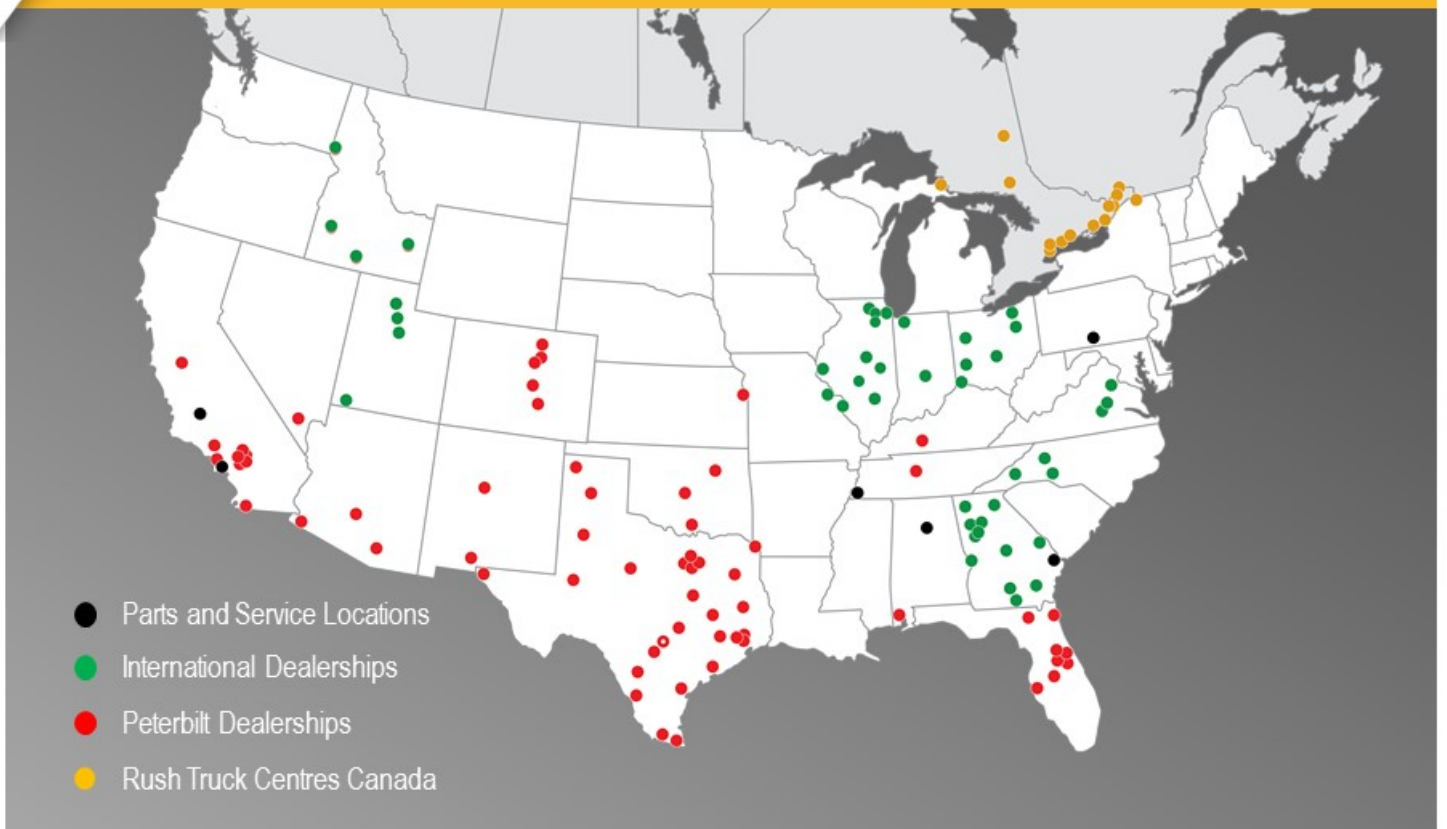 Parts and Service Locations
International Dealerships
Peterbilt Dealerships
Rush Truck Centres Canada